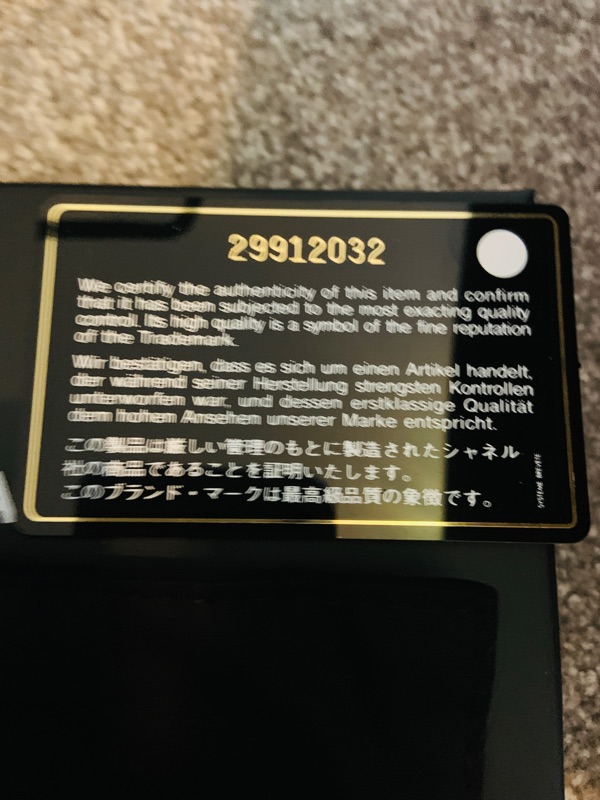 29912032
We certify the authenticity of this item and confirm
that it has been subjected to the most exacting quality
control. Its high quality is a symbol of the fine reputation
of the Trademark.
Wir bestätigen, dass es sich um einen Artikel handelt,
der während seiner Herstellung strengsten Kontrollen
unterworfen war, und dessen erstklassige Qualität
dem hohen Ansehen unserer Marke entspricht.
この製品は厳しい管理のもとに製造されたシャネル
社の商品であることを証明いたします。
このブランド・マークは最高級品質の象徴です。
SYSTEME BREVETE